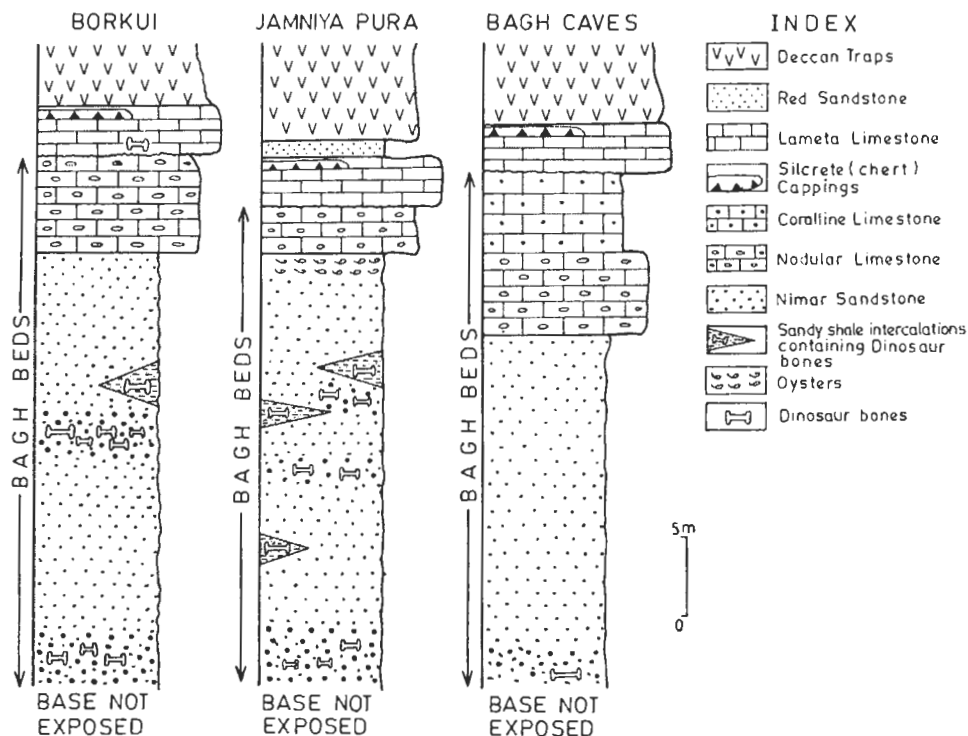 BORKUI
JAMNIYA PURA
BAGH CAVES
INDEX
Deccan Traps
Red Sandstone
Lameta Limestone
Silcrete (chert)
Cappings
Coralline Limestone
Nodular Limestone
Nimar Sandstone
Sandy shale intercalations
containing Dinosaur
bones
Oysters
Dinosaur bones
BAGH BEDS
BAGH BEDS
BAGH BEDS
5m
0
BASE NOT
EXPOSED
BASE NOT
EXPOSED
BASE NOT
EXPOSED